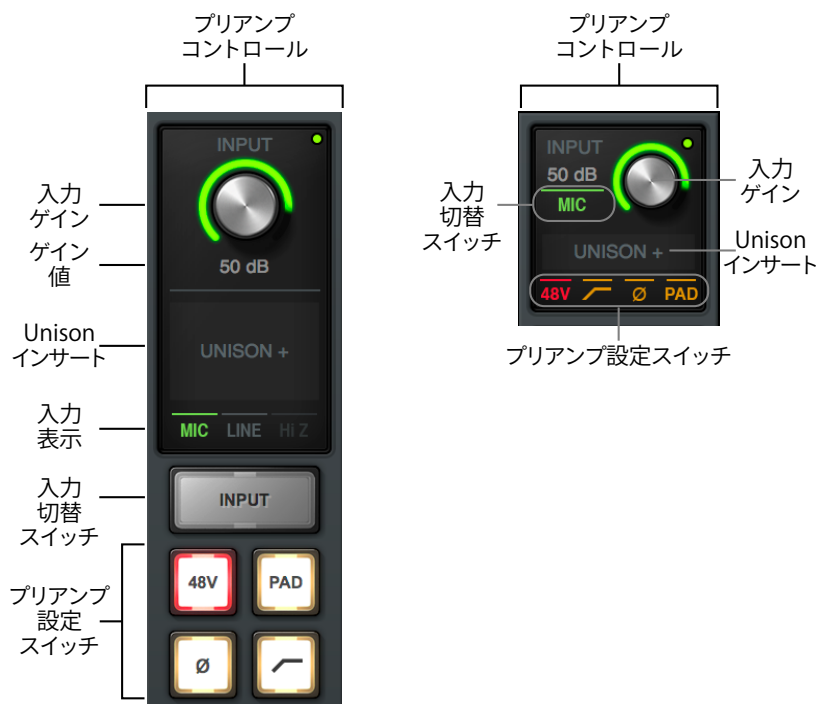 プリアンプ
コントロール
INPUT
入力
ゲイン
ゲイン
値
50 dB
Unison
インサート
UNISON +
入力
表示
MIC LINE Hi Z
入力
切替
スイッチ
INPUT
プリアンプ
設定
スイッチ
48V PAD
Ø
プリアンプ
コントロール
INPUT
50 dB
MIC
入力
切替
スイッチ
入力
ゲイン
UNISON +
Unison
インサート
48V Ø PAD
プリアンプ設定スイッチ